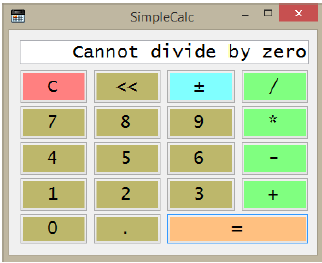 SimpleCalc
Cannot divide by zero
C << ± /
7 8 9 *
4 5 6 -
1 2 3 +
0 . =